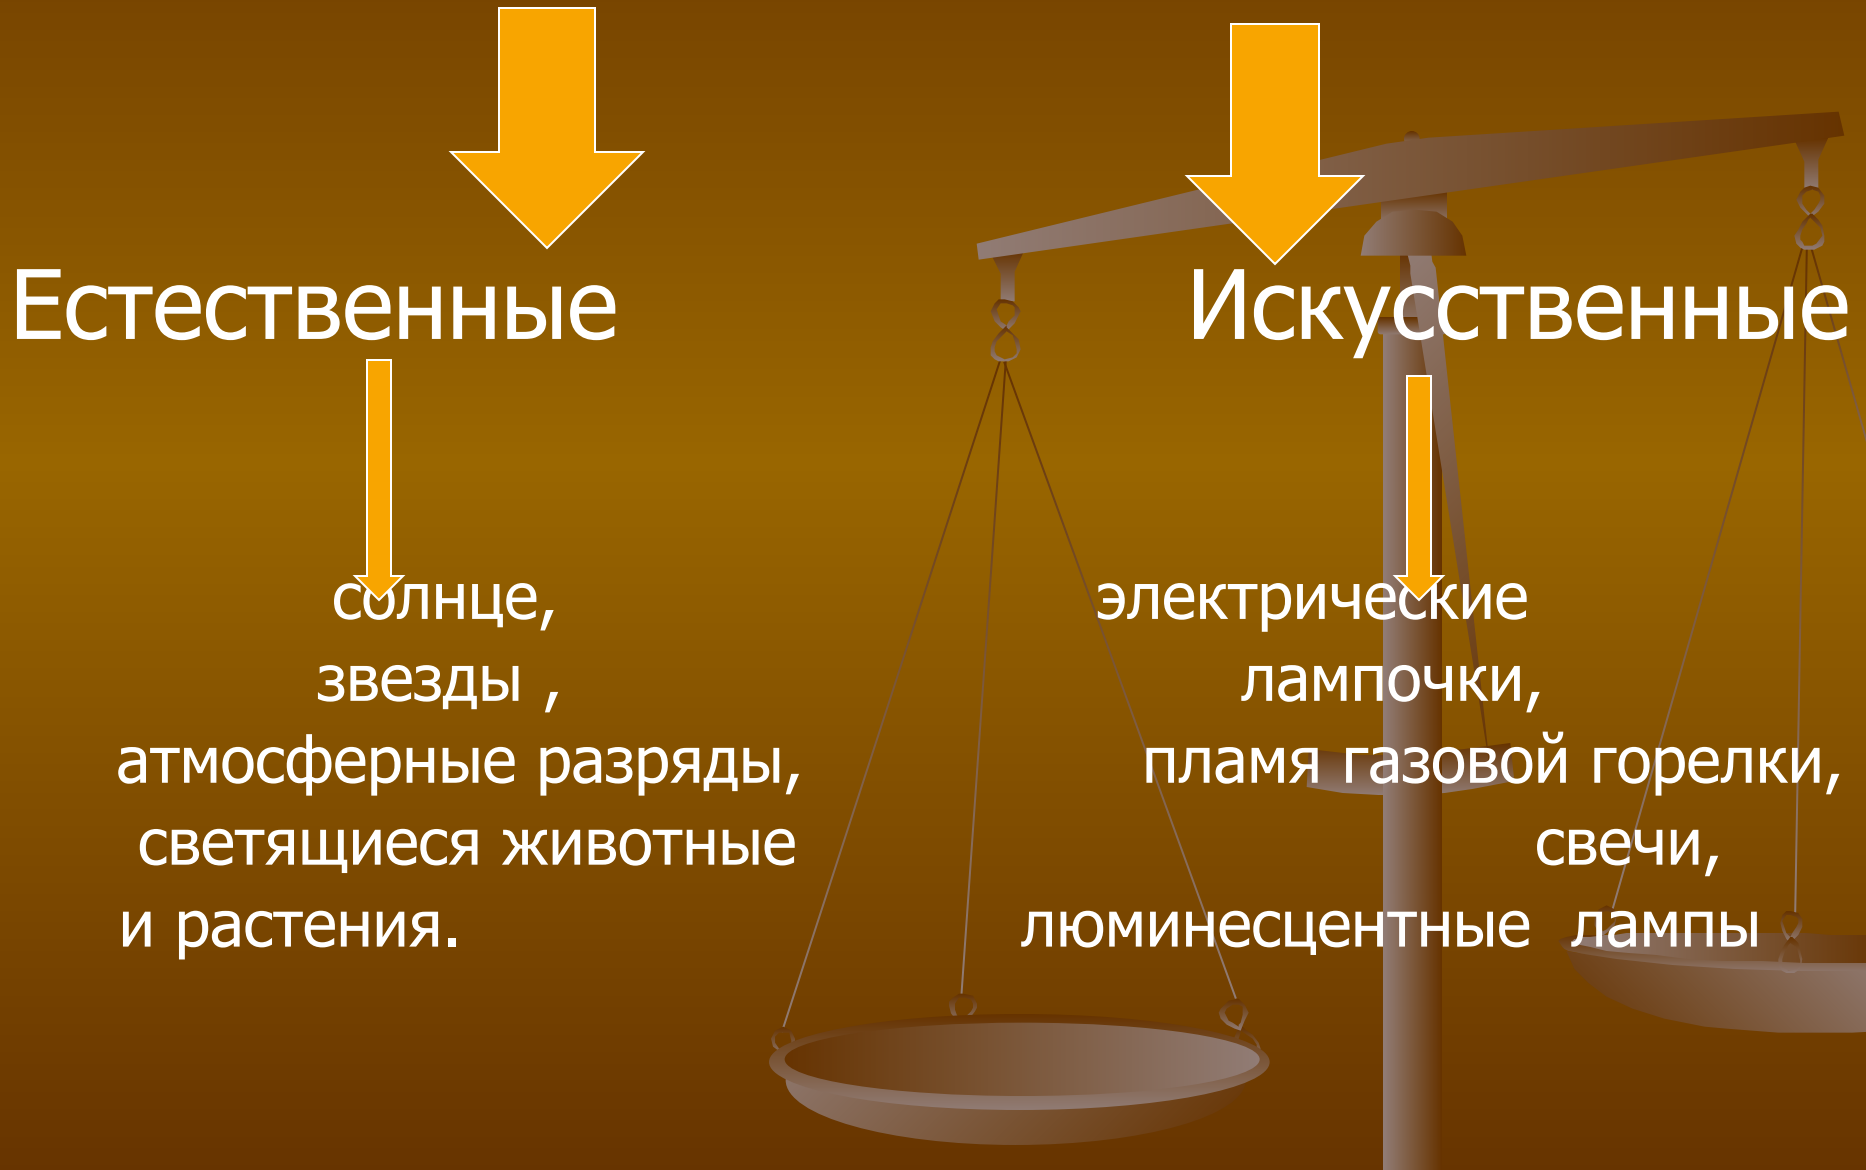 Естественные
Искусственные
солнце,
звезды ,
атмосферные разряды,
светящиеся животные
и растения.
электрические
лампочки,
пламя газовой горелки,
свечи,
люминесцентные лампы